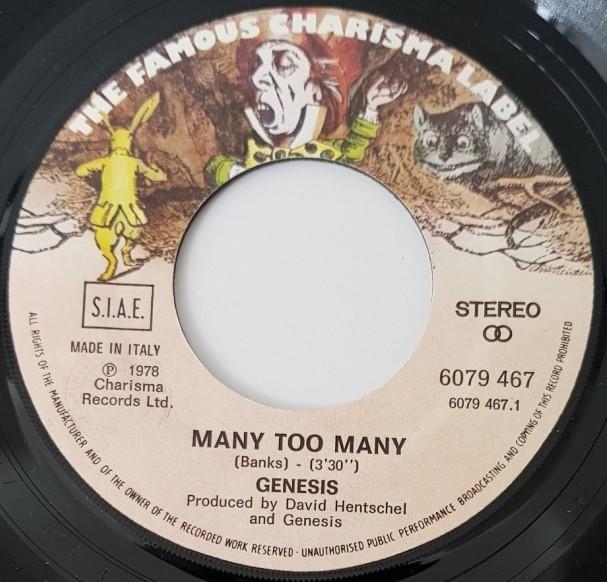 THE FAMOUS CHARISMA LABEL
S.I.A.E.
STEREO
MADE IN ITALY
℗ 1978
Charisma
Records Ltd.
6079 467
6079 467.1
MANY TOO MANY
(Banks) - (3'30'')
GENESIS
Produced by David Hentschel
and Genesis
ALL RIGHTS OF THE MANUFACTURER AND OF THE OWNER OF THE RECORDED WORK RESERVED · UNAUTHORISED PUBLIC PERFORMANCE BROADCASTING AND COPYING OF THIS RECORD PROHIBITED